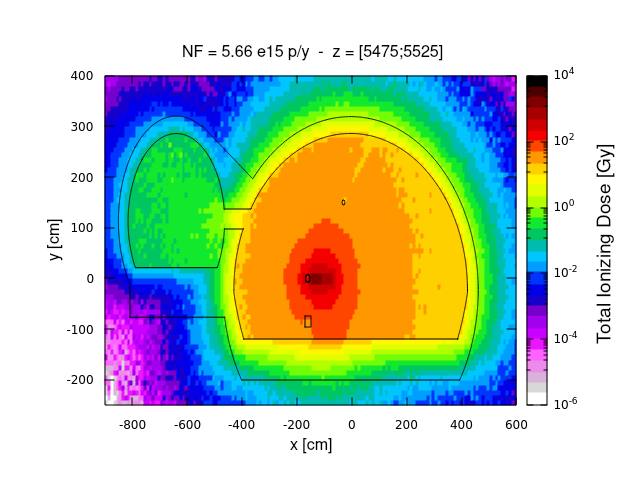 NF = 5.66 e15 p/y - z = [5475;5525]
400
300
200
100
0
-100
-200
y [cm]
-800 -600 -400 -200 0 200 400 600
x [cm]
10^4
10^2
10^0
10^-2
10^-4
10^-6
Total Ionizing Dose [Gy]